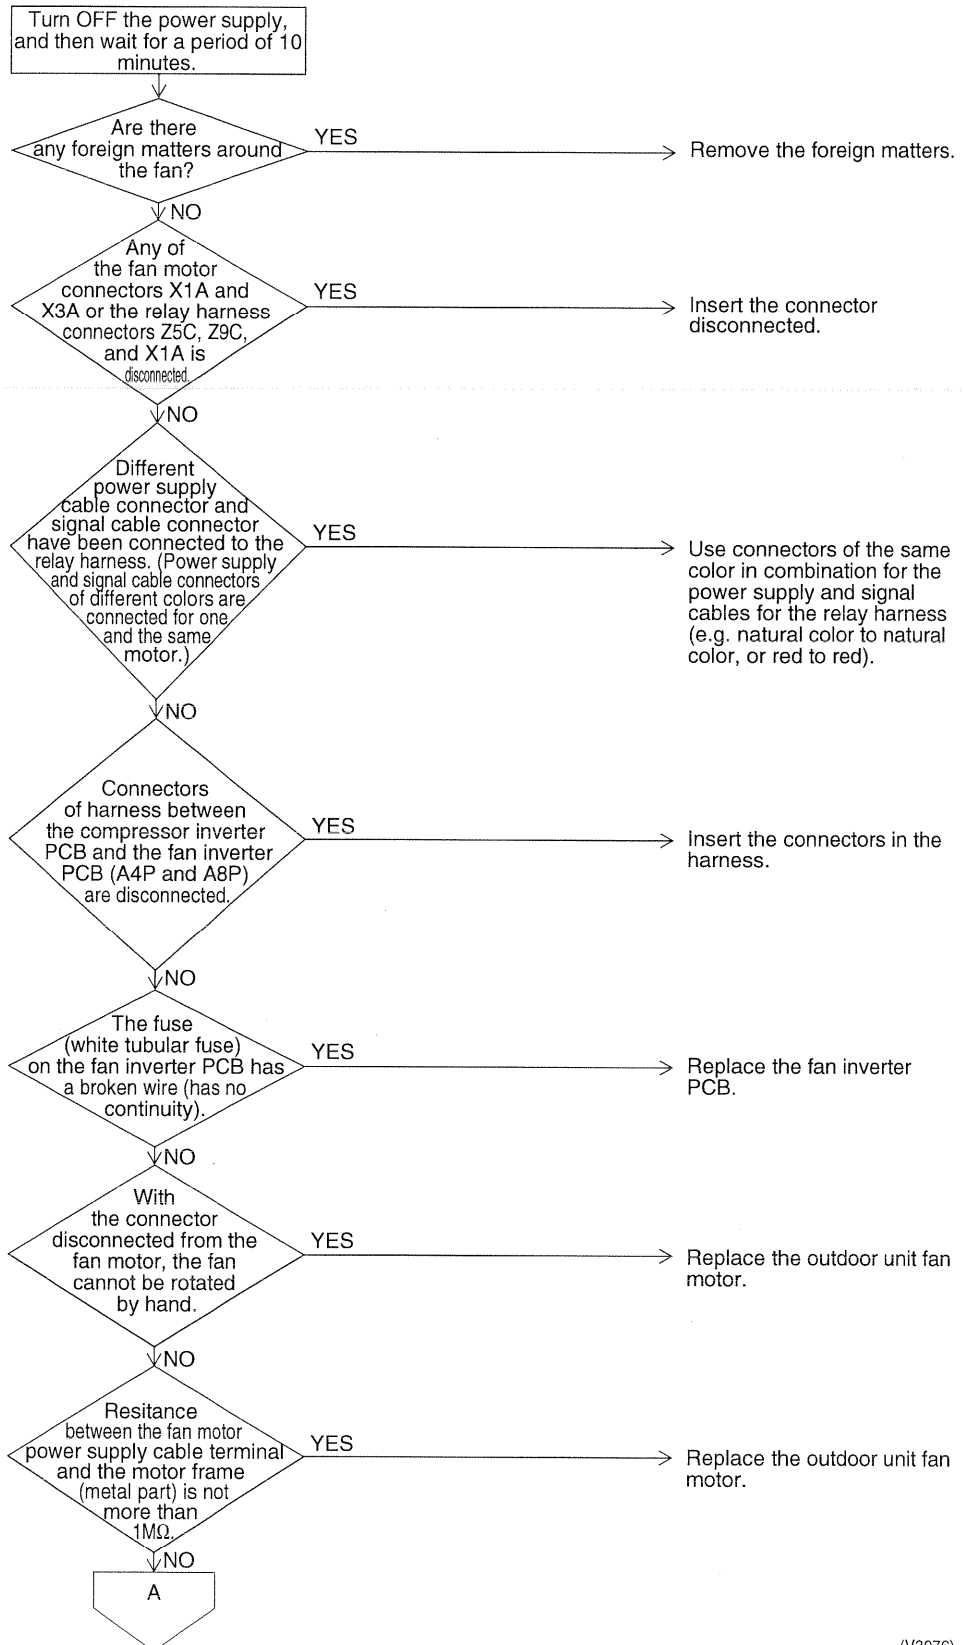 Turn OFF the power supply,
and then wait for a period of 10
minutes.
Are there
any foreign matters around
the fan?
YES
Remove the foreign matters.
NO
Any of
the fan motor
connectors X1A and
X3A or the relay harness
connectors Z5C, Z9C,
and X1A is
disconnected.
YES
Insert the connector
disconnected.
NO
Different
power supply
cable connector and
signal cable connector
have been connected to the
relay harness. (Power supply
and signal cable connectors
of different colors are
connected for one
and the same
motor.)
YES
Use connectors of the same
color in combination for the
power supply and signal
cables for the relay harness
(e.g. natural color to natural
color, or red to red).
NO
Connectors
of harness between
the compressor inverter
PCB and the fan inverter
PCB (A4P and A8P)
are disconnected.
YES
Insert the connectors in the
harness.
NO
The fuse
(white tubular fuse)
on the fan inverter PCB has
a broken wire (has no
continuity).
YES
Replace the fan inverter
PCB.
NO
With
the connector
disconnected from the
fan motor, the fan
cannot be rotated
by hand.
YES
Replace the outdoor unit fan
motor.
NO
Resitance
between the fan motor
power supply cable terminal
and the motor frame
(metal part) is not
more than
1MΩ.
YES
Replace the outdoor unit fan
motor.
NO
A
(V3076)